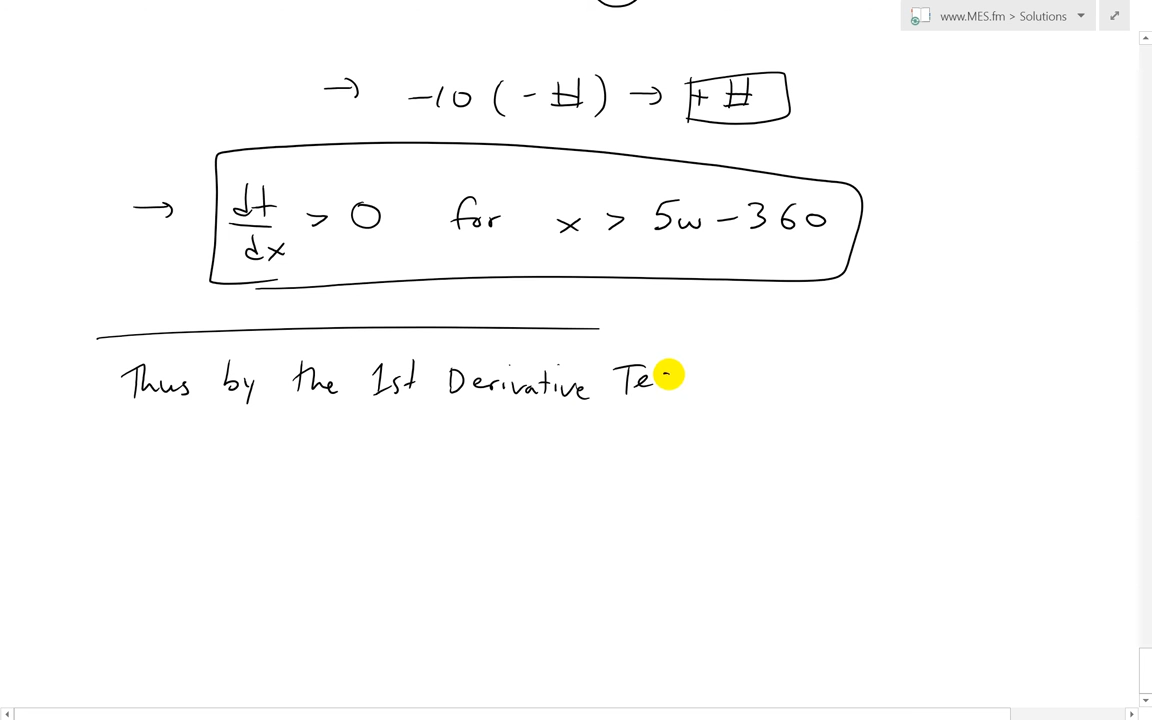 www.MES.fm > Solutions
→ -10 (- #) → + #
→ dt/dx > 0 for x > 5w - 360
Thus by the 1st Derivative Te